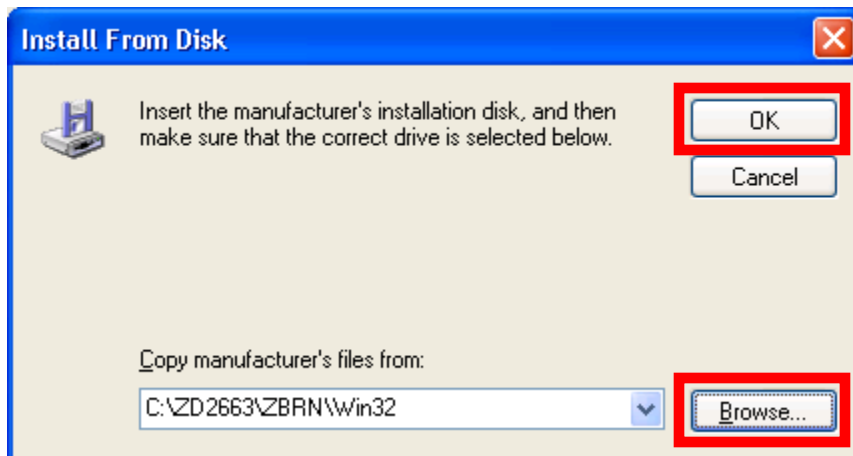 Install From Disk
Insert the manufacturer's installation disk, and then
make sure that the correct drive is selected below.
OK
Cancel
Copy manufacturer's files from:
C:\ZD2663\ZBRN\Win32
Browse...